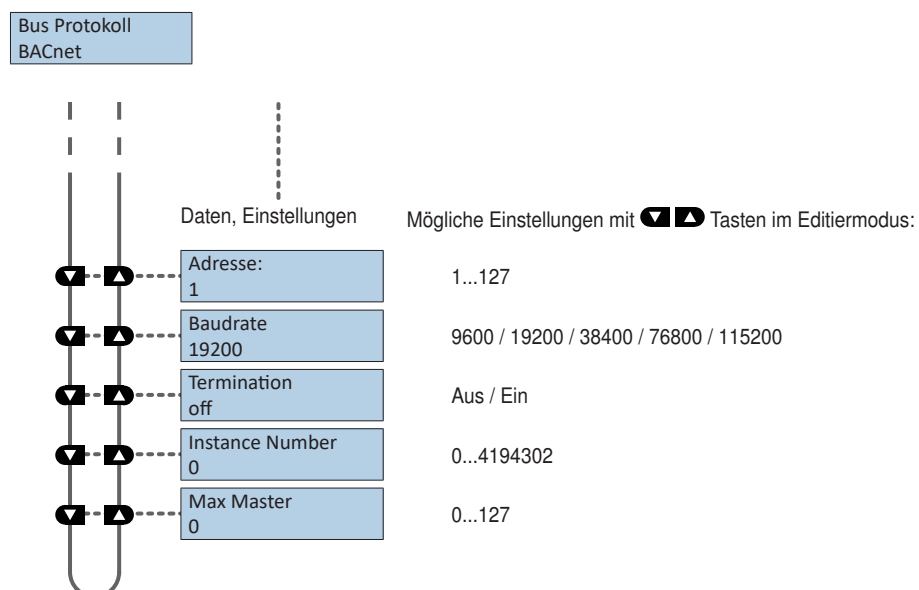 Bus Protokoll
BACnet
Daten, Einstellungen
Mögliche Einstellungen mit Tasten im Editiermodus:
Adresse:
1
1...127
Baudrate
19200
9600 / 19200 / 38400 / 76800 / 115200
Termination
off
Aus / Ein
Instance Number
0
0...4194302
Max Master
0
0...127